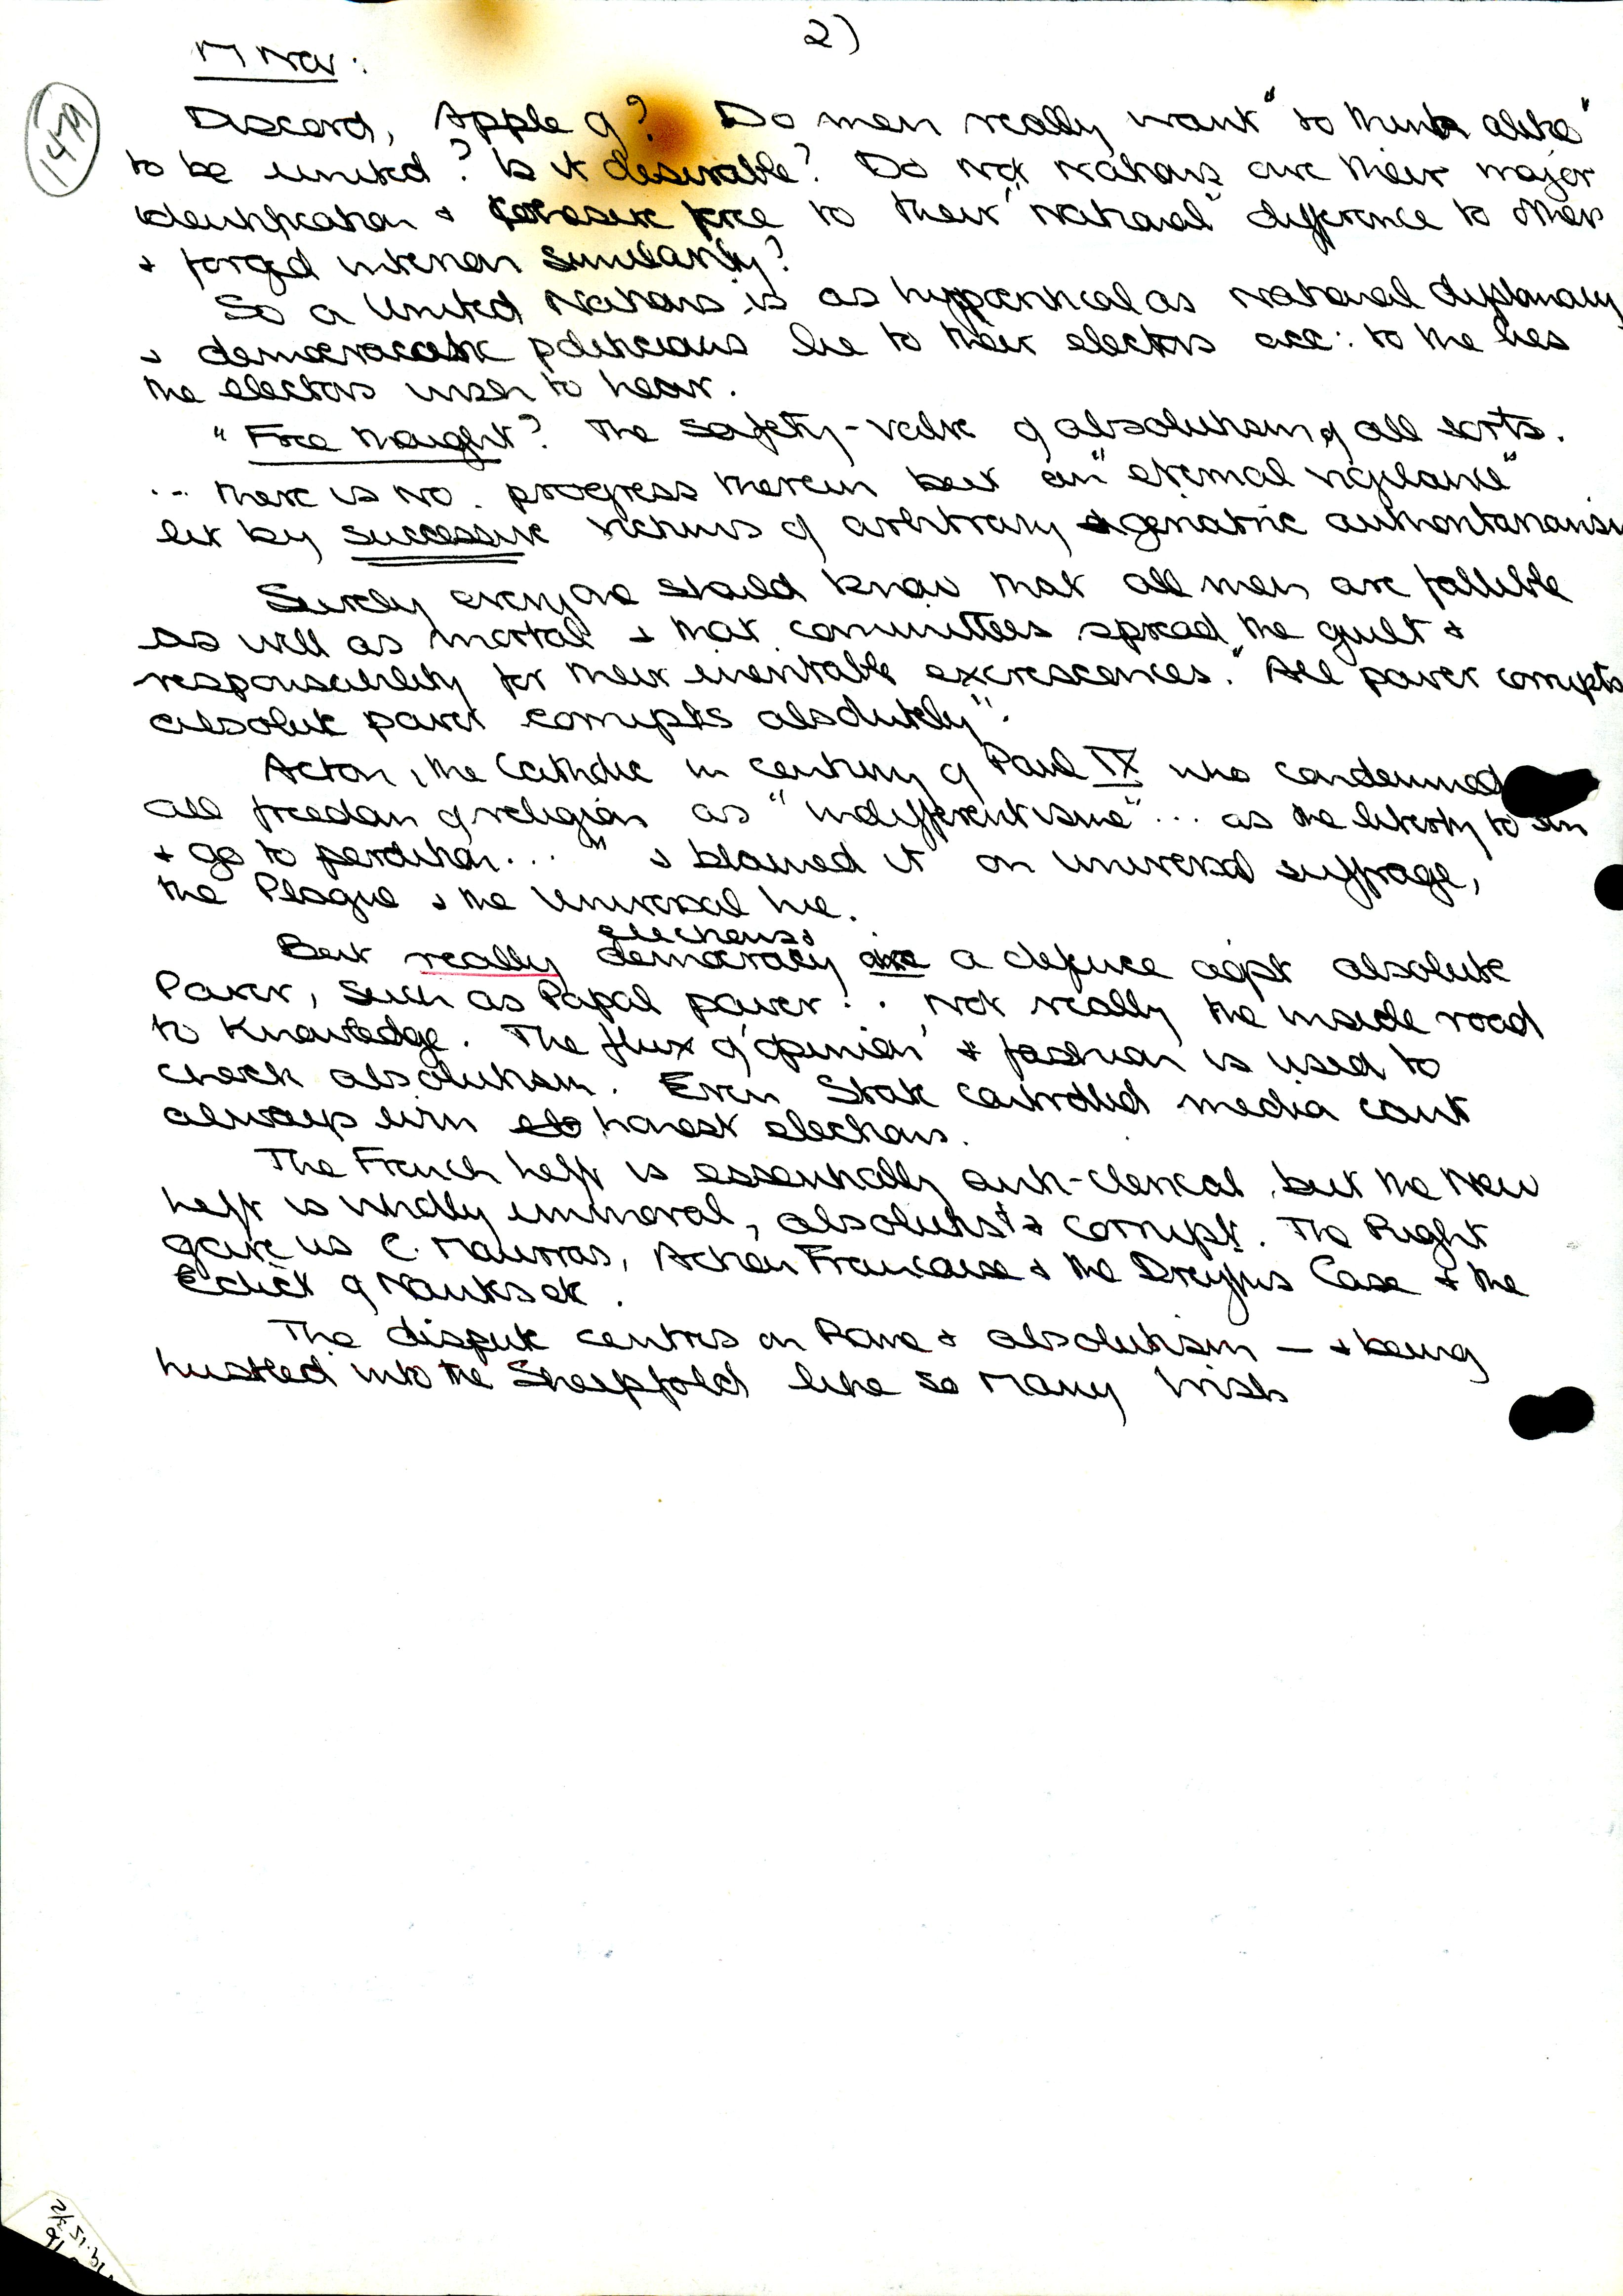 2)
17 Nov:
1479
Discord, Apple of? Do men really want "to think alike"
to be united? Is it desirable? Do not nations owe their major
identification + cohesive force to their "national" difference to others
+ forged internal similarity?
So a United Nations is as hypocritical as national diplomacy
+ democratic politicians lie to their electors acc: to the lies
the electors wish to hear.
"Free thought? The safety-valve of absolutism of all sorts.
... there is no progress therein but an "eternal vigilance"
lit by successive victims of arbitrary geriatric authoritarianism
Surely everyone should know that all men are fallible
as well as mortal + that committees spread the guilt +
responsability for their inevitable excrescences. "All power corrupts
absolute power corrupts absolutely".
Acton, the Catholic in century of Paul IX who condemned
all freedom of religion as "indifferentisme"... as the liberty to sin
+ go to perdition..." + blamed it on universal suffrage,
the Plague + the Universal lie.
elections +
But really democracy are a defence agst absolute
Power, such as Papal power... not really the inside road
to Knowledge. The flux of 'opinion' + fashion is used to
check absolutism. Even State controlled media cant
always win honest elections.
The French Left is essentially anti-clerical, but the New
Left is wholly immoral, absolutist + corrupt. The Right
gave us C. Maurras, Action Francaise + the Dreyfus Case + the
Edict of Nantes etc.
The dispute centres on Rome + absolutism — + being
hustled into the Sheepfold like so many Irish